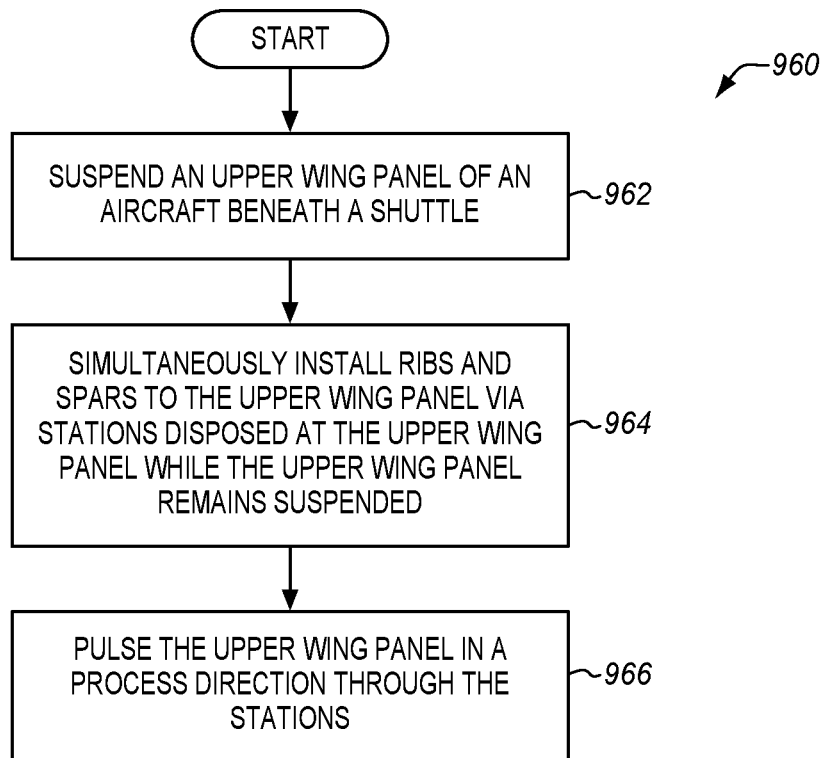 START
960
SUSPEND AN UPPER WING PANEL OF AN
AIRCRAFT BENEATH A SHUTTLE
962
SIMULTANEOUSLY INSTALL RIBS AND
SPARS TO THE UPPER WING PANEL VIA
STATIONS DISPOSED AT THE UPPER WING
PANEL WHILE THE UPPER WING PANEL
REMAINS SUSPENDED
964
PULSE THE UPPER WING PANEL IN A
PROCESS DIRECTION THROUGH THE
STATIONS
966